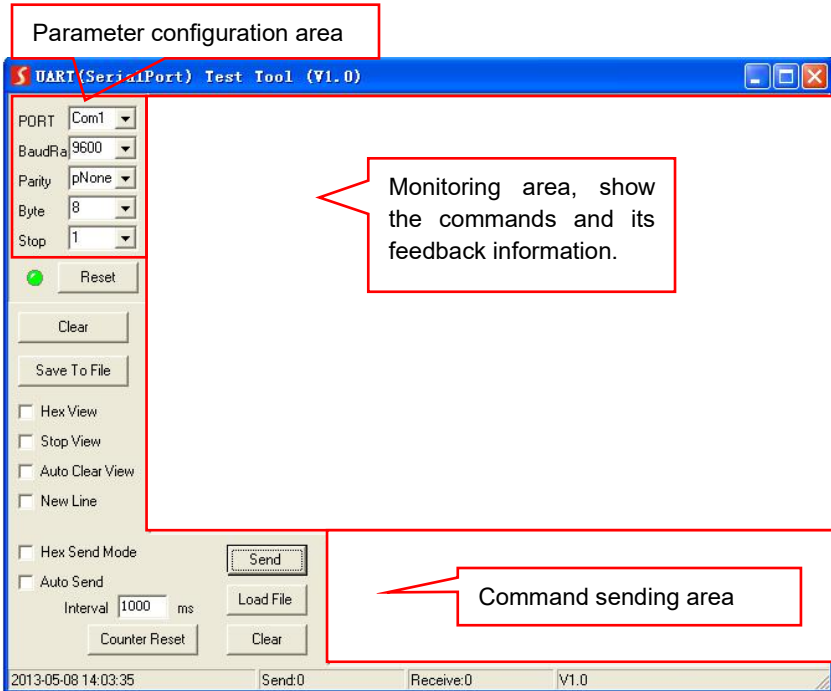 Parameter configuration area
UART(SerialPort) Test Tool (V1.0)
PORT Com1
BaudRa 9600
Parity pNone
Byte 8
Stop 1
Reset
Clear
Save To File
Hex View
Stop View
Auto Clear View
New Line
Monitoring area, show
the commands and its
feedback information.
Hex Send Mode
Send
Auto Send
Interval 1000 ms
Load File
Counter Reset
Clear
Command sending area
2013-05-08 14:03:35 Send:0 Receive:0 V1.0